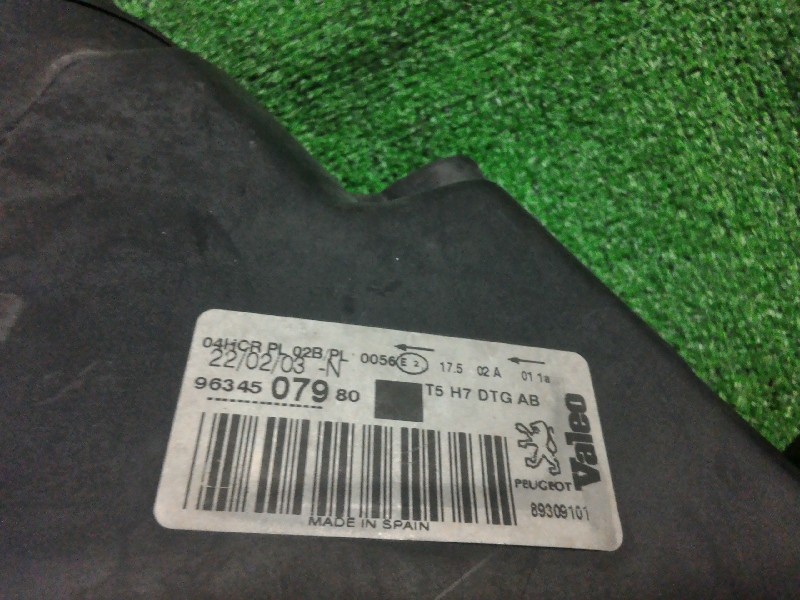 04HCR PL 02B/PL 0056 E2 17.5 02 A 01 1a
22/02/03 -N
96345 079 80 T5 H7 DTG AB
Valeo
PEUGEOT
89309101
MADE IN SPAIN